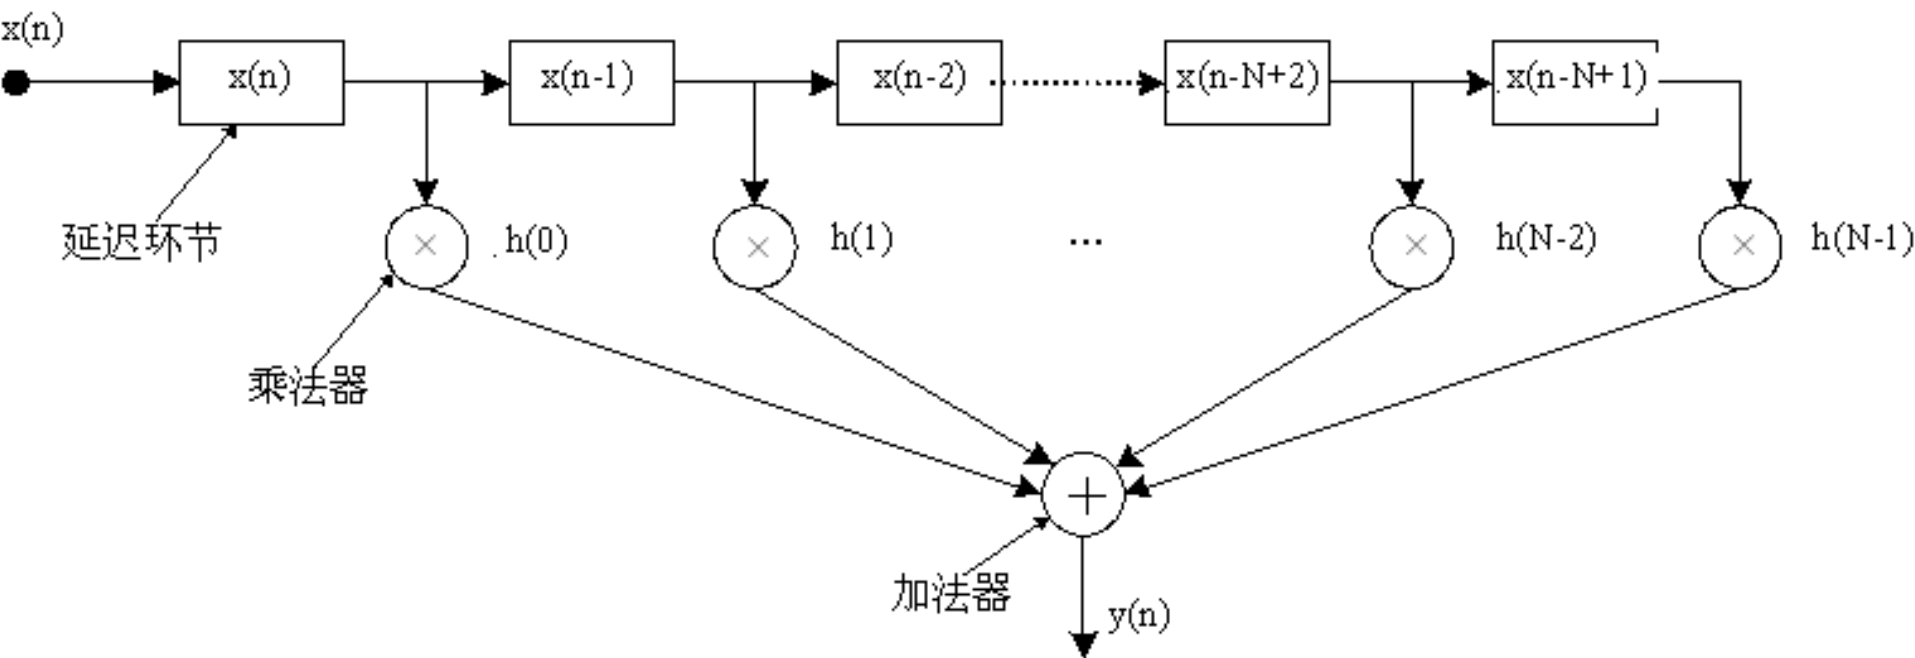 x(n)
x(n) x(n-1) x(n-2) x(n-N+2) x(n-N+1)
延迟环节 × .h(0) × h(1) ... × h(N-2) × h(N-1)
乘法器
+
加法器
y(n)